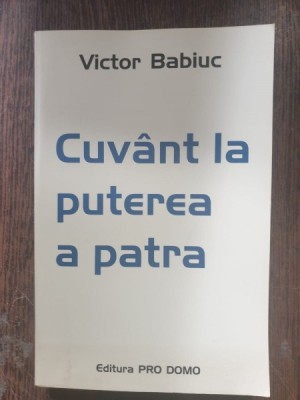 Victor Babiuc
Cuvânt la
puterea
a patra
Editura PRO DOMO